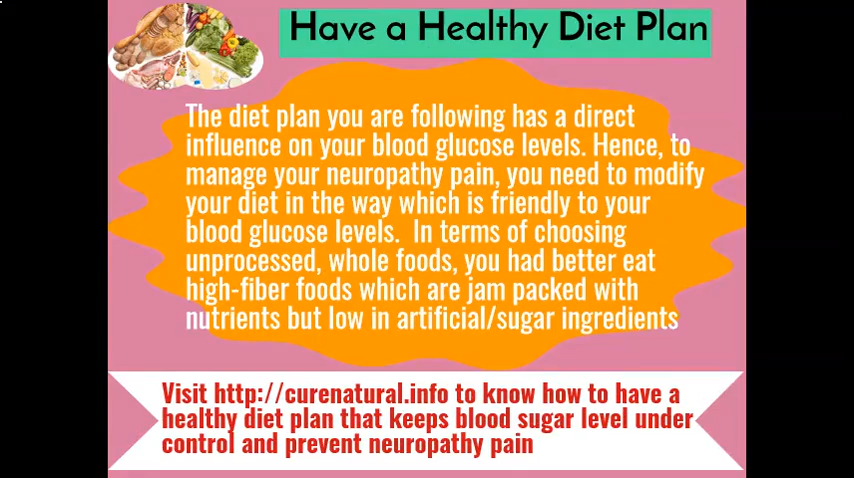 Have a Healthy Diet Plan
The diet plan you are following has a direct
influence on your blood glucose levels. Hence, to
manage your neuropathy pain, you need to modify
your diet in the way which is friendly to your
blood glucose levels. In terms of choosing
unprocessed, whole foods, you had better eat
high-fiber foods which are jam packed with
nutrients but low in artificial/sugar ingredients
Visit http://curenatural.info to know how to have a
healthy diet plan that keeps blood sugar level under
control and prevent neuropathy pain